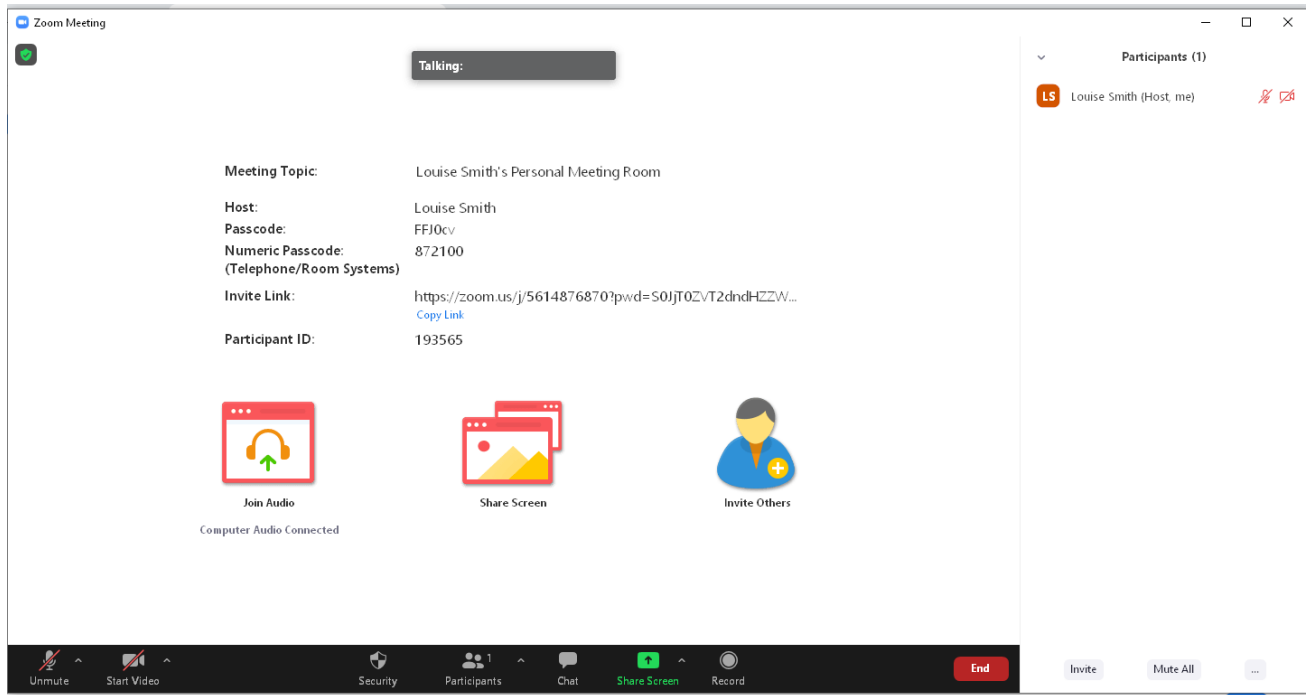 Zoom Meeting
Talking:
Participants (1)
LS Louise Smith (Host, me)
Meeting Topic: Louise Smith's Personal Meeting Room
Host: Louise Smith
Passcode: FFJ0cv
Numeric Passcode: 872100
(Telephone/Room Systems)
Invite Link: https://zoom.us/j/5614876870?pwd=S0JjT0ZVT2dndHZZW...
Copy Link
Participant ID: 193565
Join Audio Share Screen Invite Others
Computer Audio Connected
1
Unmute Start Video Security Participants Chat Share Screen Record End Invite Mute All ...